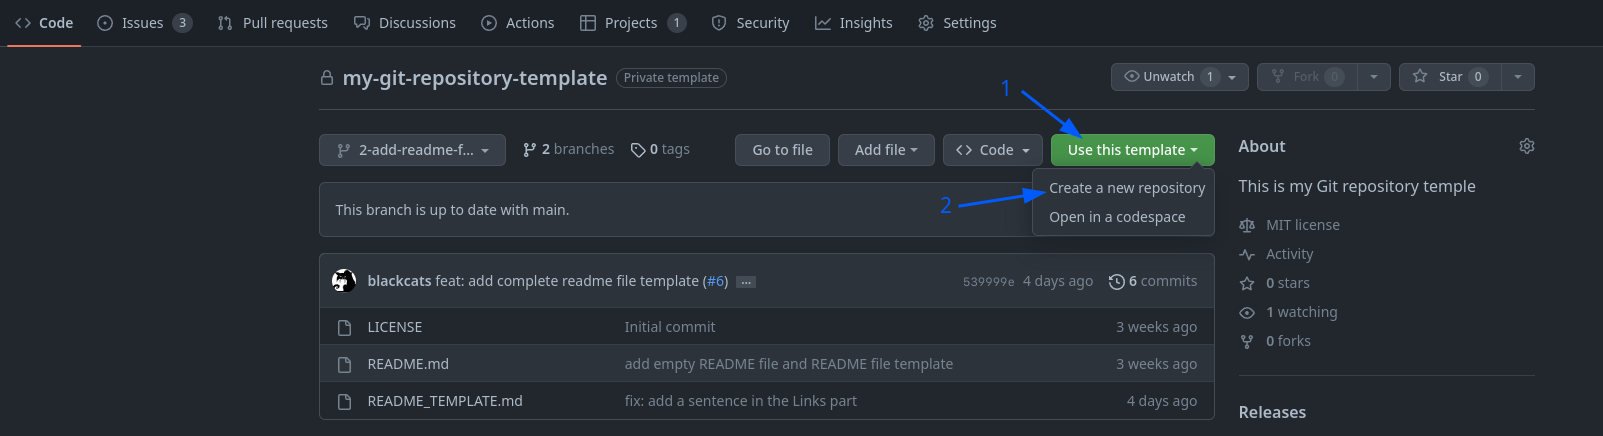 Code Issues 3 Pull requests Discussions Actions Projects 1 Security Insights Settings
my-git-repository-template Private template
Unwatch 1 Fork 0 Star 0
1
2-add-readme-f... 2 branches 0 tags Go to file Add file Code Use this template
Create a new repository
2
Open in a codespace
This branch is up to date with main.
blackcats feat: add complete readme file template (#6) ... 539999e 4 days ago 6 commits
LICENSE Initial commit 3 weeks ago
README.md add empty README file and README file template 3 weeks ago
README_TEMPLATE.md fix: add a sentence in the Links part 4 days ago
About
This is my Git repository temple
MIT license
Activity
0 stars
1 watching
0 forks
Releases